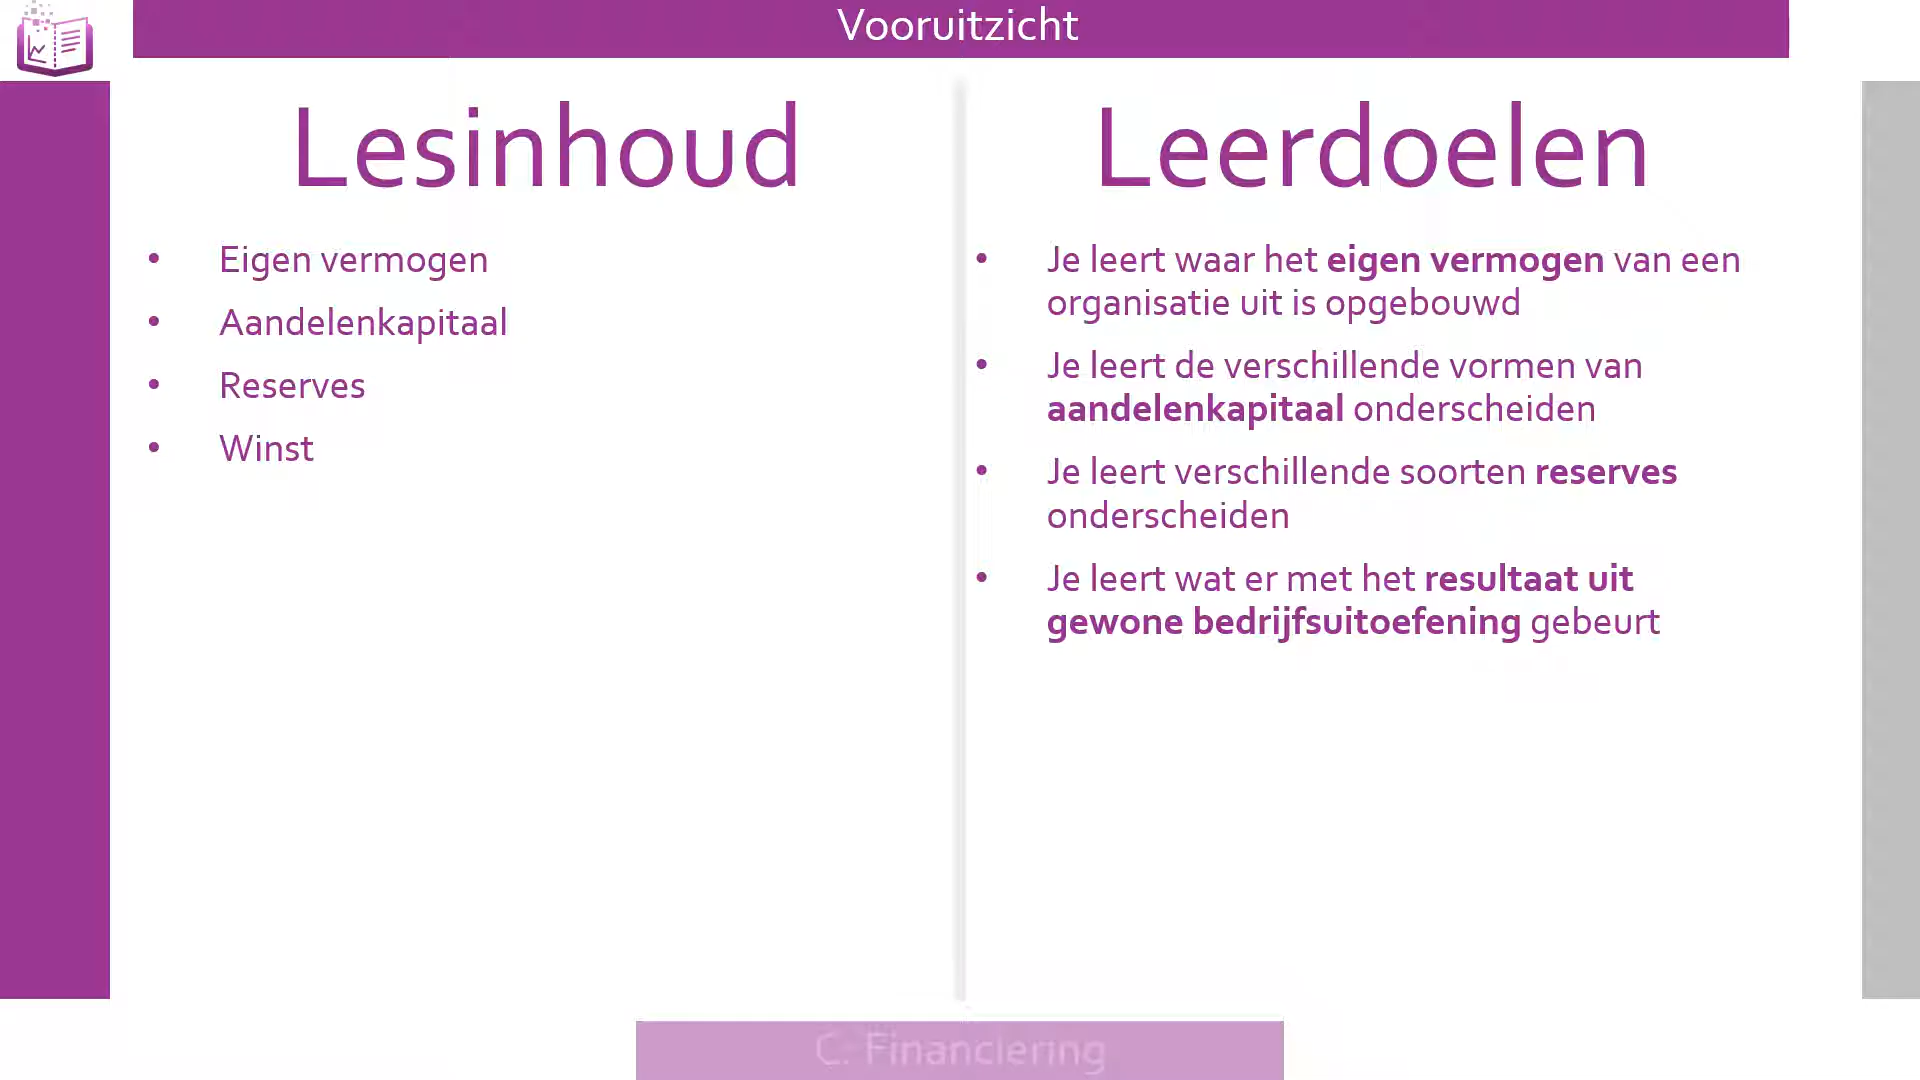 Vooruitzicht
Lesinhoud
• Eigen vermogen
• Aandelenkapitaal
• Reserves
• Winst
Leerdoelen
• Je leert waar het eigen vermogen van een
organisatie uit is opgebouwd
• Je leert de verschillende vormen van
aandelenkapitaal onderscheiden
• Je leert verschillende soorten reserves
onderscheiden
• Je leert wat er met het resultaat uit
gewone bedrijfsuitoefening gebeurt
C. Financiering